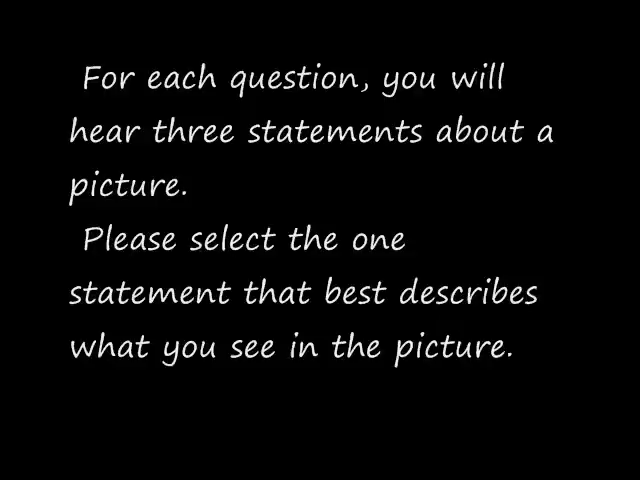 For each question, you will
hear three statements about a
picture.
Please select the one
statement that best describes
what you see in the picture.